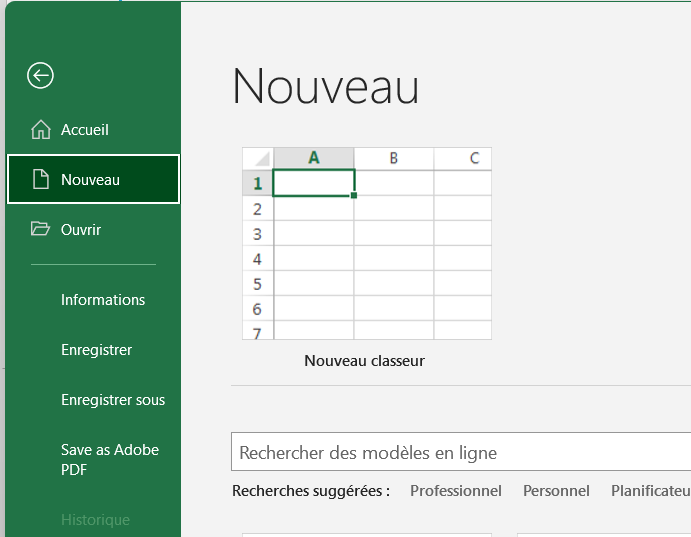 Nouveau
Accueil
Nouveau
Ouvrir
Informations
Enregistrer
Enregistrer sous
Save as Adobe
PDF
Historique
A B C
1
2
3
4
5
6
7
Nouveau classeur
Rechercher des modèles en ligne
Recherches suggérées : Professionnel Personnel Planificateu